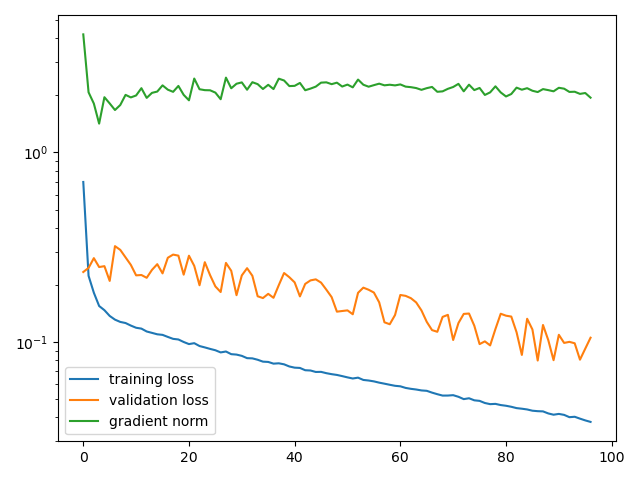 10⁰
10⁻¹
training loss
validation loss
gradient norm
0 20 40 60 80 100